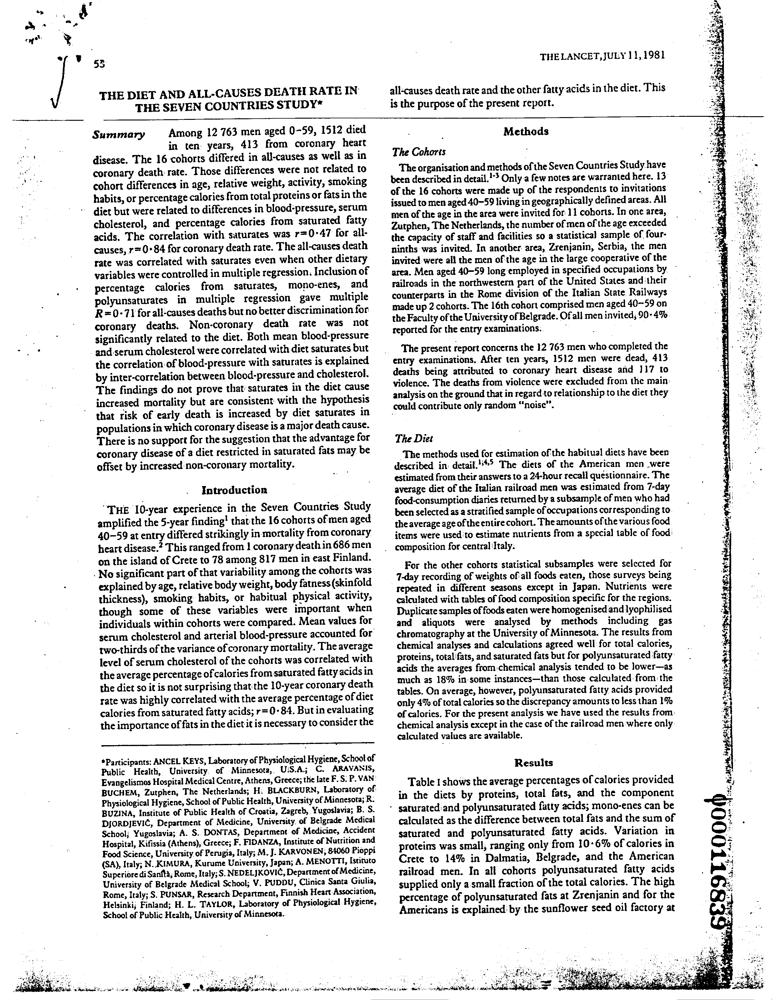 53
THE LANCET, JULY 11, 1981
THE DIET AND ALL-CAUSES DEATH RATE IN
THE SEVEN COUNTRIES STUDY*
Summary Among 12 763 men aged 0-59, 1512 died
in ten years, 413 from coronary heart
disease. The 16 cohorts differed in all-causes as well as in
coronary death rate. Those differences were not related to
cohort differences in age, relative weight, activity, smoking
habits, or percentage calories from total proteins or fats in the
diet but were related to differences in blood-pressure, serum
cholesterol, and percentage calories from saturated fatty
acids. The correlation with saturates was r=0·47 for all-
causes, r=0·84 for coronary death rate. The all-causes death
rate was correlated with saturates even when other dietary
variables were controlled in multiple regression. Inclusion of
percentage calories from saturates, mono-enes, and
polyunsaturates in multiple regression gave multiple
R=0·71 for all-causes deaths but no better discrimination for
coronary deaths. Non-coronary death rate was not
significantly related to the diet. Both mean blood-pressure
and serum cholesterol were correlated with diet saturates but
the correlation of blood-pressure with saturates is explained
by inter-correlation between blood-pressure and cholesterol.
The findings do not prove that saturates in the diet cause
increased mortality but are consistent with the hypothesis
that risk of early death is increased by diet saturates in
populations in which coronary disease is a major death cause.
There is no support for the suggestion that the advantage for
coronary disease of a diet restricted in saturated fats may be
offset by increased non-coronary mortality.
Introduction
THE 10-year experience in the Seven Countries Study
amplified the 5-year finding¹ that the 16 cohorts of men aged
40-59 at entry differed strikingly in mortality from coronary
heart disease.² This ranged from 1 coronary death in 686 men
on the island of Crete to 78 among 817 men in east Finland.
No significant part of that variability among the cohorts was
explained by age, relative body weight, body fatness (skinfold
thickness), smoking habits, or habitual physical activity,
though some of these variables were important when
individuals within cohorts were compared. Mean values for
serum cholesterol and arterial blood-pressure accounted for
two-thirds of the variance of coronary mortality. The average
level of serum cholesterol of the cohorts was correlated with
the average percentage of calories from saturated fatty acids in
the diet so it is not surprising that the 10-year coronary death
rate was highly correlated with the average percentage of diet
calories from saturated fatty acids; r=0·84. But in evaluating
the importance of fats in the diet it is necessary to consider the
*Participants: ANCEL KEYS, Laboratory of Physiological Hygiene, School of
Public Health, University of Minnesota, U.S.A.; C. ARAVANIS,
Evangelismos Hospital Medical Centre, Athens, Greece; the late F. S. P. VAN
BUCHEM, Zutphen, The Netherlands; H. BLACKBURN, Laboratory of
Physiological Hygiene, School of Public Health, University of Minnesota; R.
BUZINA, Institute of Public Health of Croatia, Zagreb, Yugoslavia; B. S.
DJORDJEVIĆ, Department of Medicine, University of Belgrade Medical
School, Yugoslavia; A. S. DONTAS, Department of Medicine, Accident
Hospital, Kifissia (Athens), Greece; F. FIDANZA, Institute of Nutrition and
Food Science, University of Perugia, Italy; M. J. KARVONEN, 84060 Pioppi
(SA), Italy; N. KIMURA, Kurume University, Japan; A. MENOTTI, Istituto
Superiore di Sanità, Rome, Italy; S. NEDELJKOVIĆ, Department of Medicine,
University of Belgrade Medical School; V. PUDDU, Clinica Santa Giulia,
Rome, Italy; S. PUNSAR, Research Department, Finnish Heart Association,
Helsinki, Finland; H. L. TAYLOR, Laboratory of Physiological Hygiene,
School of Public Health, University of Minnesota.
all-causes death rate and the other fatty acids in the diet. This
is the purpose of the present report.
Methods
The Cohorts
The organisation and methods of the Seven Countries Study have
been described in detail.¹⁻³ Only a few notes are warranted here. 13
of the 16 cohorts were made up of the respondents to invitations
issued to men aged 40-59 living in geographically defined areas. All
men of the age in the area were invited for 11 cohorts. In one area,
Zutphen, The Netherlands, the number of men of the age exceeded
the capacity of staff and facilities so a statistical sample of four-
ninths was invited. In another area, Zrenjanin, Serbia, the men
invited were all the men of the age in the large cooperative of the
area. Men aged 40-59 long employed in specified occupations by
railroads in the northwestern part of the United States and their
counterparts in the Rome division of the Italian State Railways
made up 2 cohorts. The 16th cohort comprised men aged 40-59 on
the Faculty of the University of Belgrade. Of all men invited, 90·4%
reported for the entry examinations.
The present report concerns the 12 763 men who completed the
entry examinations. After ten years, 1512 men were dead, 413
deaths being attributed to coronary heart disease and 117 to
violence. The deaths from violence were excluded from the main
analysis on the ground that in regard to relationship to the diet they
could contribute only random "noise".
The Diet
The methods used for estimation of the habitual diets have been
described in detail.¹,⁴,⁵ The diets of the American men were
estimated from their answers to a 24-hour recall questionnaire. The
average diet of the Italian railroad men was estimated from 7-day
food-consumption diaries returned by a subsample of men who had
been selected as a stratified sample of occupations corresponding to
the average age of the entire cohort. The amounts of the various food
items were used to estimate nutrients from a special table of food
composition for central Italy.
For the other cohorts statistical subsamples were selected for
7-day recording of weights of all foods eaten, those surveys being
repeated in different seasons except in Japan. Nutrients were
calculated with tables of food composition specific for the regions.
Duplicate samples of foods eaten were homogenised and lyophilised
and aliquots were analysed by methods including gas
chromatography at the University of Minnesota. The results from
chemical analyses and calculations agreed well for total calories,
proteins, total fats, and saturated fats but for polyunsaturated fatty
acids the averages from chemical analysis tended to be lower—as
much as 18% in some instances—than those calculated from the
tables. On average, however, polyunsaturated fatty acids provided
only 4% of total calories so the discrepancy amounts to less than 1%
of calories. For the present analysis we have used the results from
chemical analysis except in the case of the railroad men where only
calculated values are available.
Results
Table I shows the average percentages of calories provided
in the diets by proteins, total fats, and the component
saturated and polyunsaturated fatty acids; mono-enes can be
calculated as the difference between total fats and the sum of
saturated and polyunsaturated fatty acids. Variation in
proteins was small, ranging only from 10·6% of calories in
Crete to 14% in Dalmatia, Belgrade, and the American
railroad men. In all cohorts polyunsaturated fatty acids
supplied only a small fraction of the total calories. The high
percentage of polyunsaturated fats at Zrenjanin and for the
Americans is explained by the sunflower seed oil factory at
0000116839